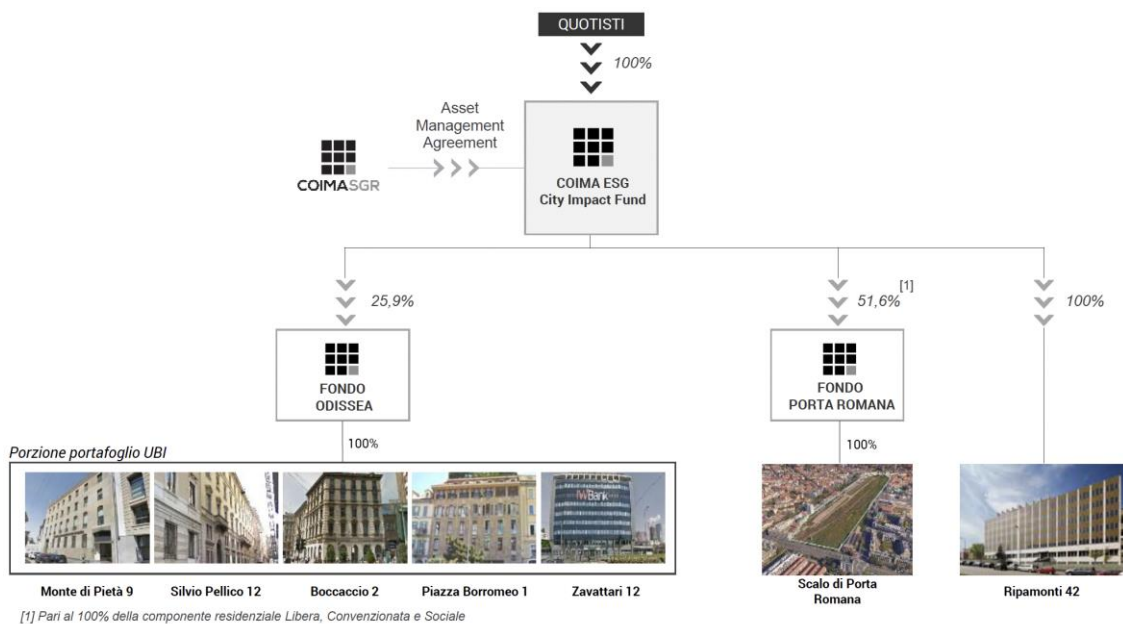 QUOTISTI
100%
Asset
Management
Agreement
COIMASGR
COIMA ESG
City Impact Fund
25,9%
51,6%
[1]
100%
FONDO
ODISSEA
FONDO
PORTA ROMANA
100%
100%
Porzione portafoglio UBI
IWBank
Monte di Pietà 9
Silvio Pellico 12
Boccaccio 2
Piazza Borromeo 1
Zavattari 12
Scalo di Porta
Romana
Ripamonti 42
[1] Pari al 100% della componente residenziale Libera, Convenzionata e Sociale